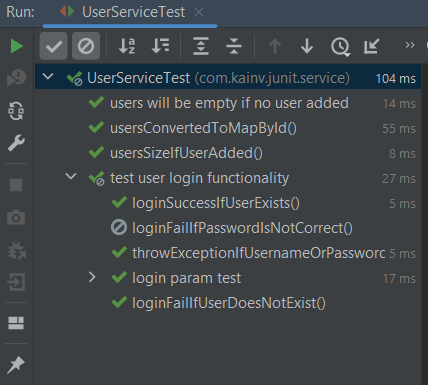 Run: UserServiceTest
UserServiceTest (com.kainv.junit.service) 104 ms
users will be empty if no user added 14 ms
usersConvertedToMapById() 55 ms
usersSizeIfUserAdded() 8 ms
test user login functionality 27 ms
loginSuccessIfUserExists() 5 ms
loginFailIfPasswordIsNotCorrect()
throwExceptionIfUsernameOrPassword 5 ms
login param test 17 ms
loginFailIfUserDoesNotExist()